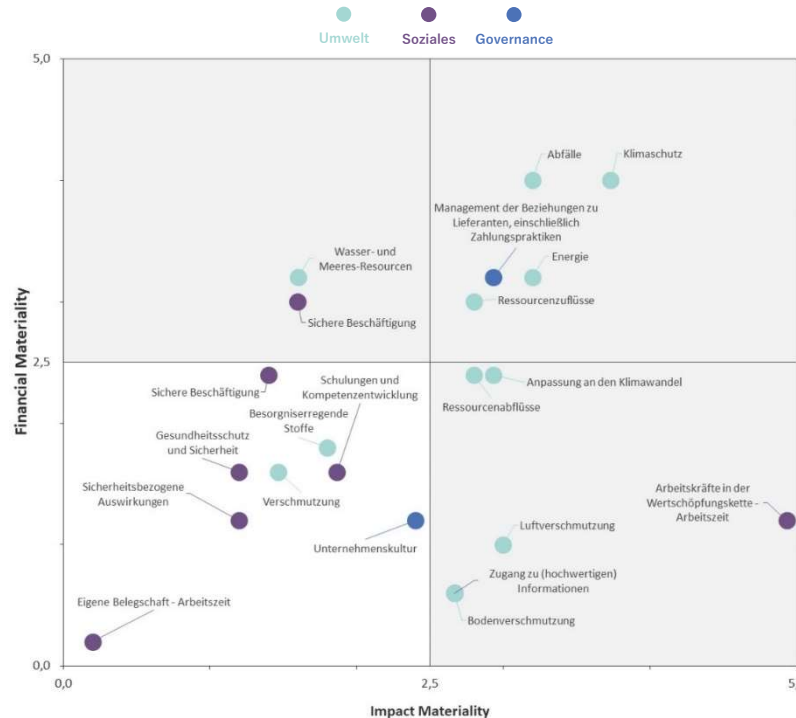 Umwelt
Soziales
Governance
5,0
Abfälle
Klimaschutz
Management der Beziehungen zu
Lieferanten, einschließlich
Zahlungspraktiken
Wasser- und
Meeres-Resourcen
Energie
Ressourcenzuflüsse
Sichere Beschäftigung
Financial Materiality
2,5
Sichere Beschäftigung
Schulungen und
Kompetenzentwicklung
Anpassung an den Klimawandel
Ressourcenabflüsse
Besorgniserregende
Stoffe
Gesundheitsschutz
und Sicherheit
Sicherheitsbezogene
Auswirkungen
Verschmutzung
Arbeitskräfte in der
Wertschöpfungskette -
Arbeitszeit
Luftverschmutzung
Unternehmenskultur
Zugang zu (hochwertigen)
Informationen
Eigene Belegschaft - Arbeitszeit
Bodenverschmutzung
0,0
0,0
2,5
Impact Materiality